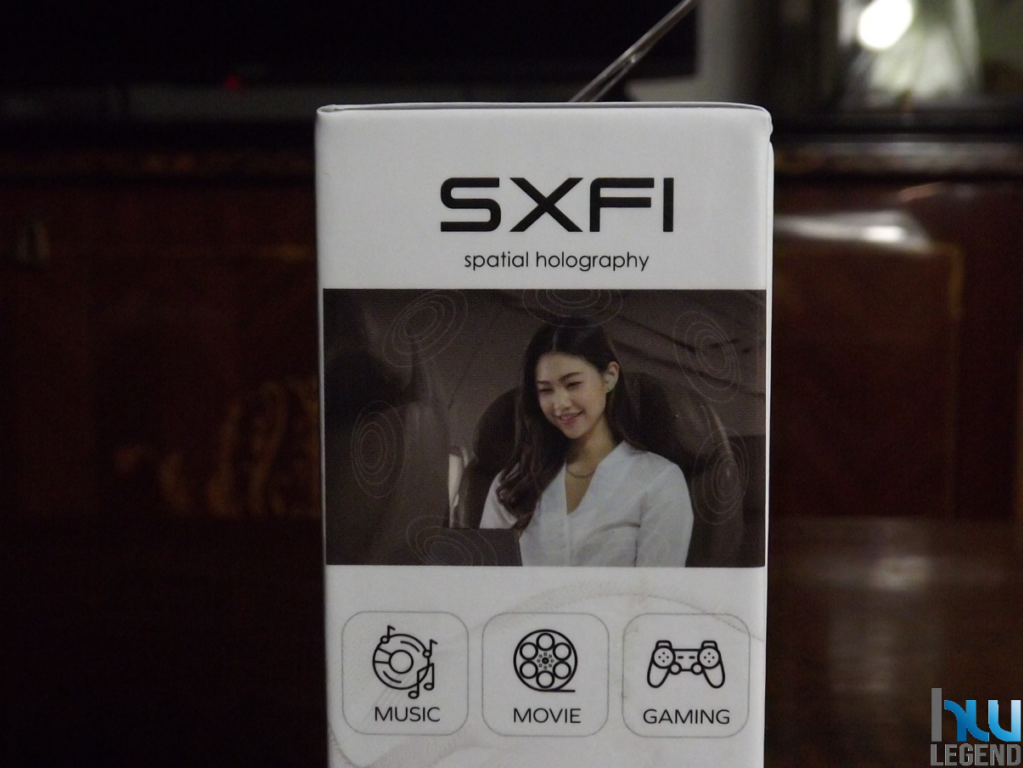 SXFI
spatial holography
MUSIC
MOVIE
GAMING
LEGEND